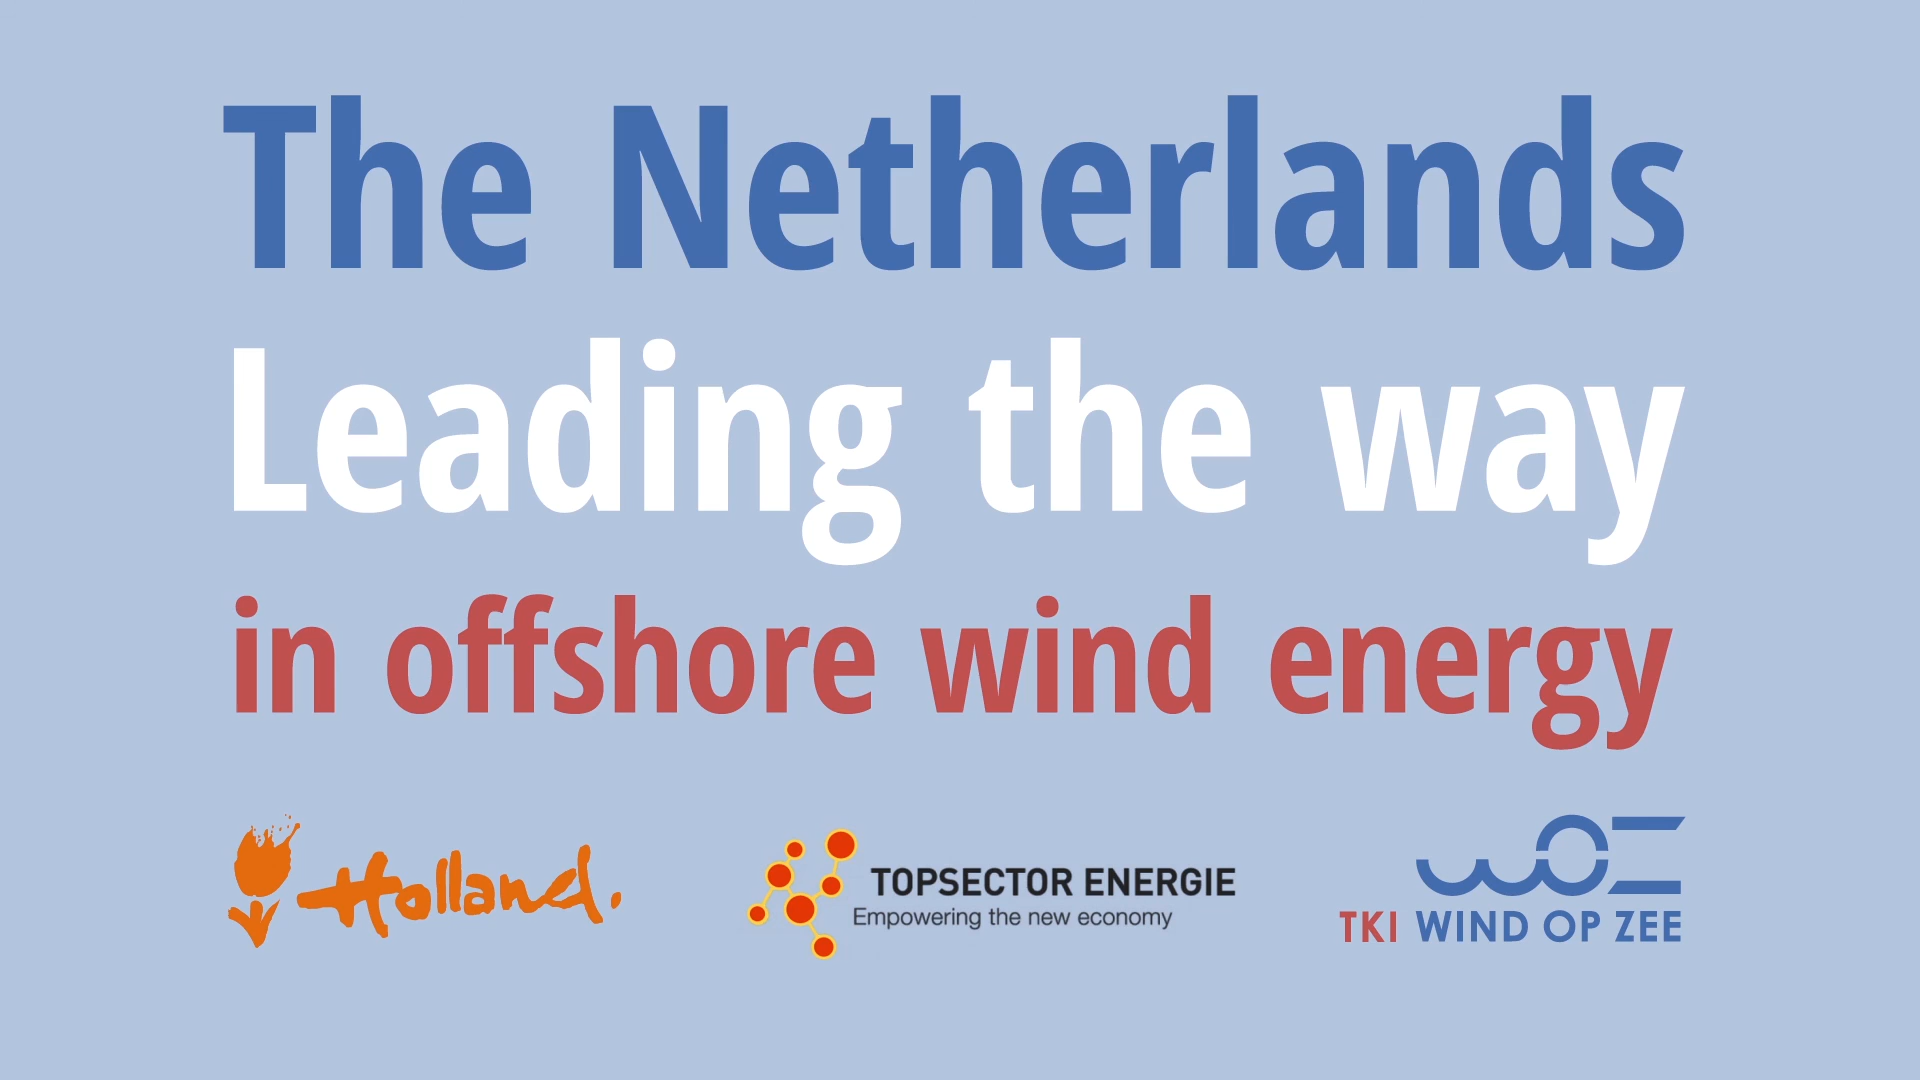 The Netherlands
Leading the way
in offshore wind energy
Holland.
TOPSECTOR ENERGIE
Empowering the new economy
WOZ
TKI WIND OP ZEE